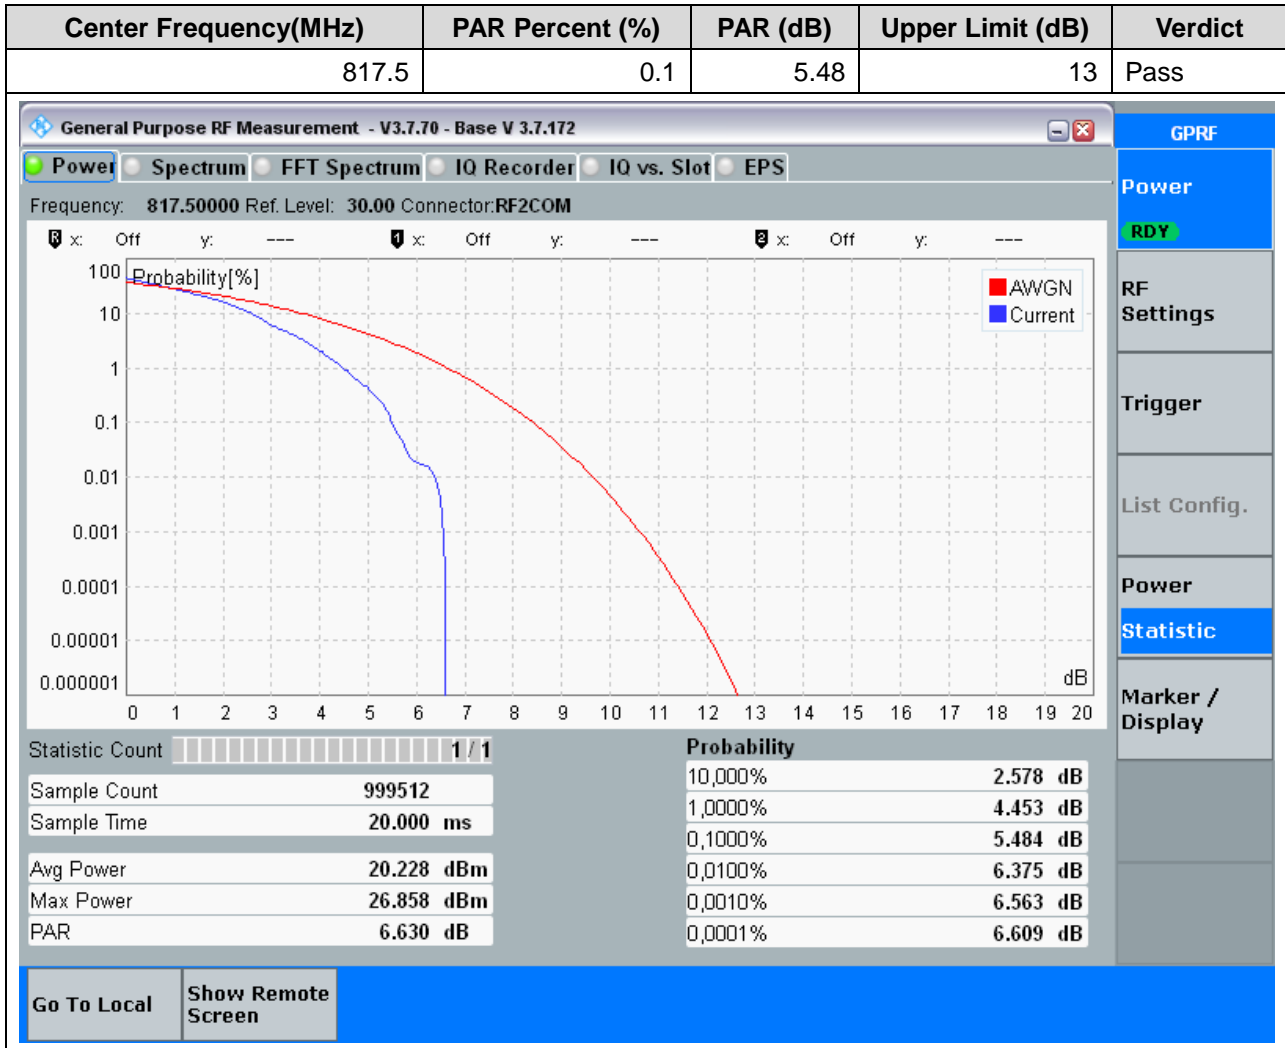 Center Frequency(MHz) PAR Percent (%) PAR (dB) Upper Limit (dB) Verdict
817.5 0.1 5.48 13 Pass
General Purpose RF Measurement - V3.7.70 - Base V 3.7.172
GPRF
Power Spectrum FFT Spectrum IQ Recorder IQ vs. Slot EPS
Power
RDY
Frequency: 817.50000 Ref. Level: 30.00 Connector:RF2COM
R x: Off y: --- 1 x: Off y: --- 2 x: Off y: ---
Probability[%]
AWGN
Current
100
10
1
0.1
0.01
0.001
0.0001
0.00001
0.000001
dB
0 1 2 3 4 5 6 7 8 9 10 11 12 13 14 15 16 17 18 19 20
RF
Settings
Trigger
List Config.
Power
Statistic
Marker /
Display
Statistic Count 1 / 1
Sample Count 999512
Sample Time 20.000 ms
Avg Power 20.228 dBm
Max Power 26.858 dBm
PAR 6.630 dB
Probability
10,000% 2.578 dB
1,0000% 4.453 dB
0,1000% 5.484 dB
0,0100% 6.375 dB
0,0010% 6.563 dB
0,0001% 6.609 dB
Go To Local
Show Remote
Screen